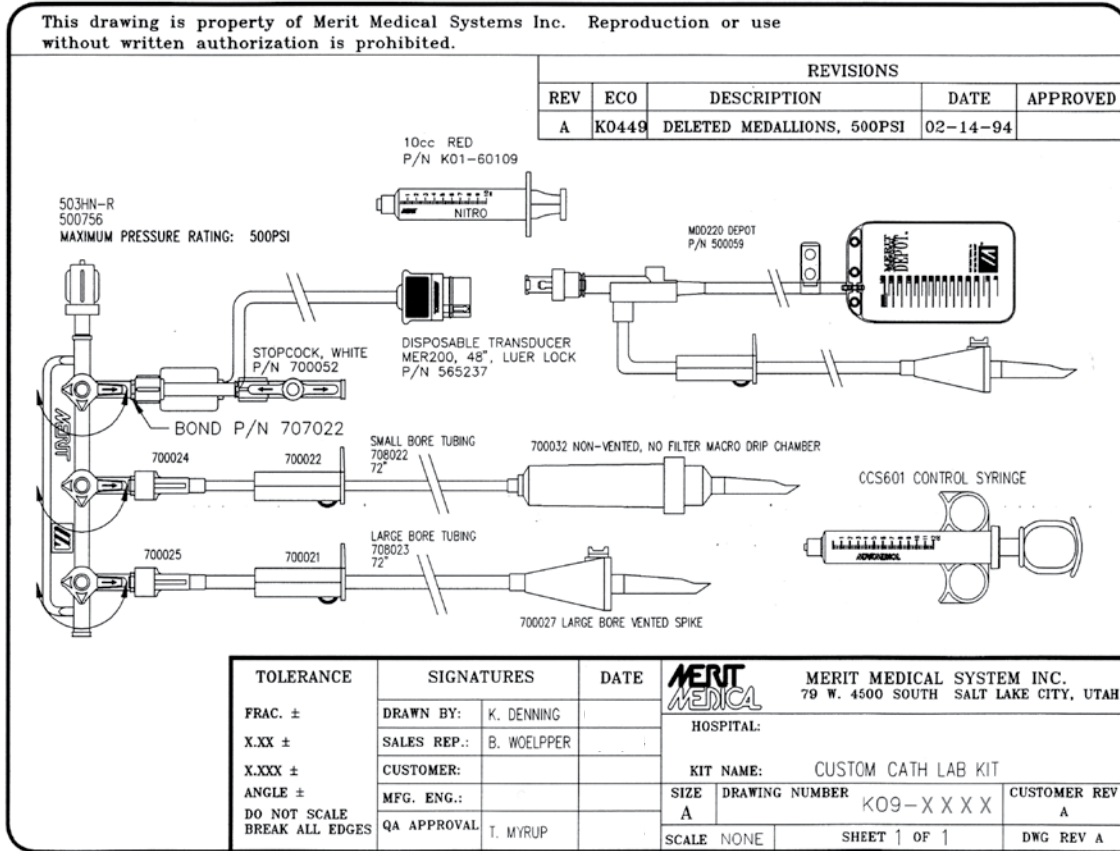 This drawing is property of Merit Medical Systems Inc. Reproduction or use
without written authorization is prohibited.
REVISIONS
REV ECO DESCRIPTION DATE APPROVED
A K0449 DELETED MEDALLIONS, 500PSI 02-14-94
10cc RED
P/N K01-60109
NITRO
503HN-R
500756
MAXIMUM PRESSURE RATING: 500PSI
MDD220 DEPOT
P/N 500059
MERIT
DEPOT.
DISPOSABLE TRANSDUCER
MER200, 48", LUER LOCK
P/N 565237
STOPCOCK, WHITE
P/N 700052
MERIT
BOND P/N 707022
SMALL BORE TUBING
708022
72"
700024
700022
700032 NON-VENTED, NO FILTER MACRO DRIP CHAMBER
CCS601 CONTROL SYRINGE
LARGE BORE TUBING
708023
72"
700025
700021
700027 LARGE BORE VENTED SPIKE
TOLERANCE
FRAC. ±
X.XX ±
X.XXX ±
ANGLE ±
DO NOT SCALE
BREAK ALL EDGES
SIGNATURES DATE
DRAWN BY: K. DENNING
SALES REP.: B. WOELPPER
CUSTOMER:
MFG. ENG.:
QA APPROVAL T. MYRUP
MERIT
MEDICAL
MERIT MEDICAL SYSTEM INC.
79 W. 4500 SOUTH SALT LAKE CITY, UTAH
HOSPITAL:
KIT NAME: CUSTOM CATH LAB KIT
SIZE
A
DRAWING NUMBER K09-XXXX
CUSTOMER REV
A
SCALE NONE
SHEET 1 OF 1
DWG REV A